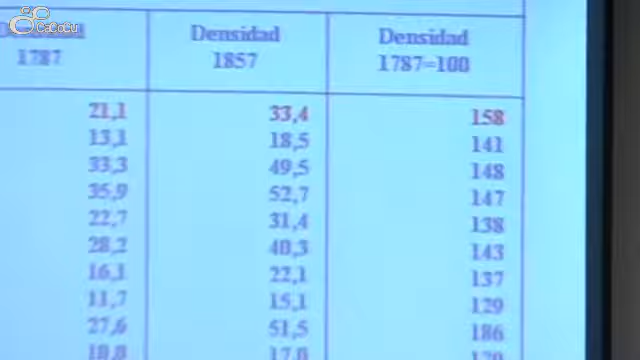 CaCoCu
Densidad Densidad Densidad
1787 1857 1787=100
21,1 33,4 158
13,1 18,5 141
33,3 49,5 148
35,9 52,7 147
22,7 31,4 138
28,2 40,3 143
16,1 22,1 137
11,7 15,1 129
27,6 51,5 186